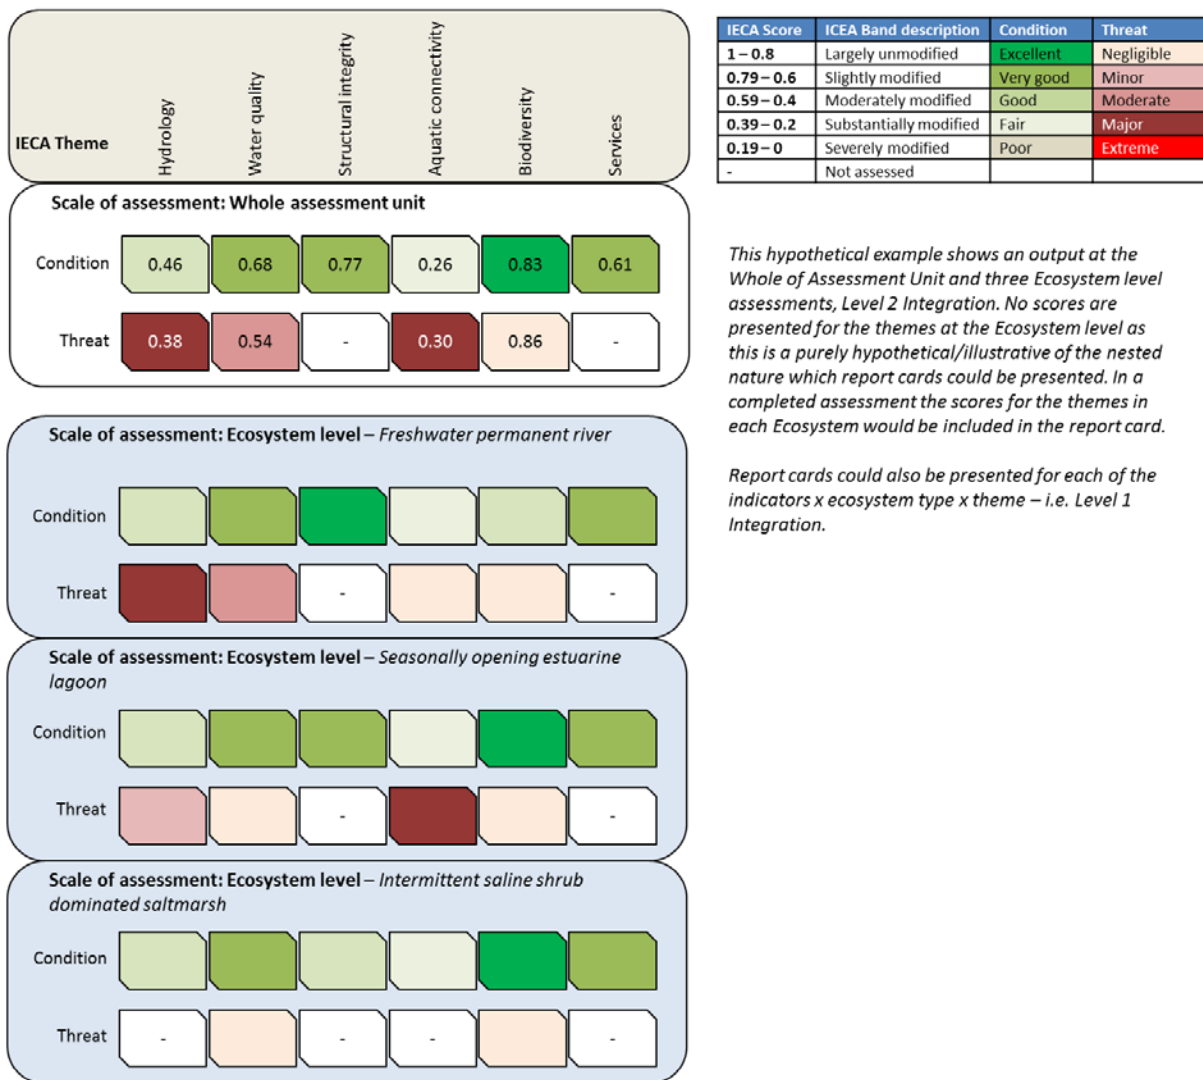 IECA Theme
Hydrology
Water quality
Structural integrity
Aquatic connectivity
Biodiversity
Services
Scale of assessment: Whole assessment unit
Condition 0.46 0.68 0.77 0.26 0.83 0.61
Threat 0.38 0.54 - 0.30 0.86 -
Scale of assessment: Ecosystem level – Freshwater permanent river
Condition
Threat - -
Scale of assessment: Ecosystem level – Seasonally opening estuarine
lagoon
Condition
Threat - -
Scale of assessment: Ecosystem level – Intermittent saline shrub
dominated saltmarsh
Condition
Threat - - - -
IECA Score ICEA Band description Condition Threat
1 – 0.8 Largely unmodified Excellent Negligible
0.79 – 0.6 Slightly modified Very good Minor
0.59 – 0.4 Moderately modified Good Moderate
0.39 – 0.2 Substantially modified Fair Major
0.19 – 0 Severely modified Poor Extreme
- Not assessed
This hypothetical example shows an output at the
Whole of Assessment Unit and three Ecosystem level
assessments, Level 2 Integration. No scores are
presented for the themes at the Ecosystem level as
this is a purely hypothetical/illustrative of the nested
nature which report cards could be presented. In a
completed assessment the scores for the themes in
each Ecosystem would be included in the report card.
Report cards could also be presented for each of the
indicators x ecosystem type x theme – i.e. Level 1
Integration.